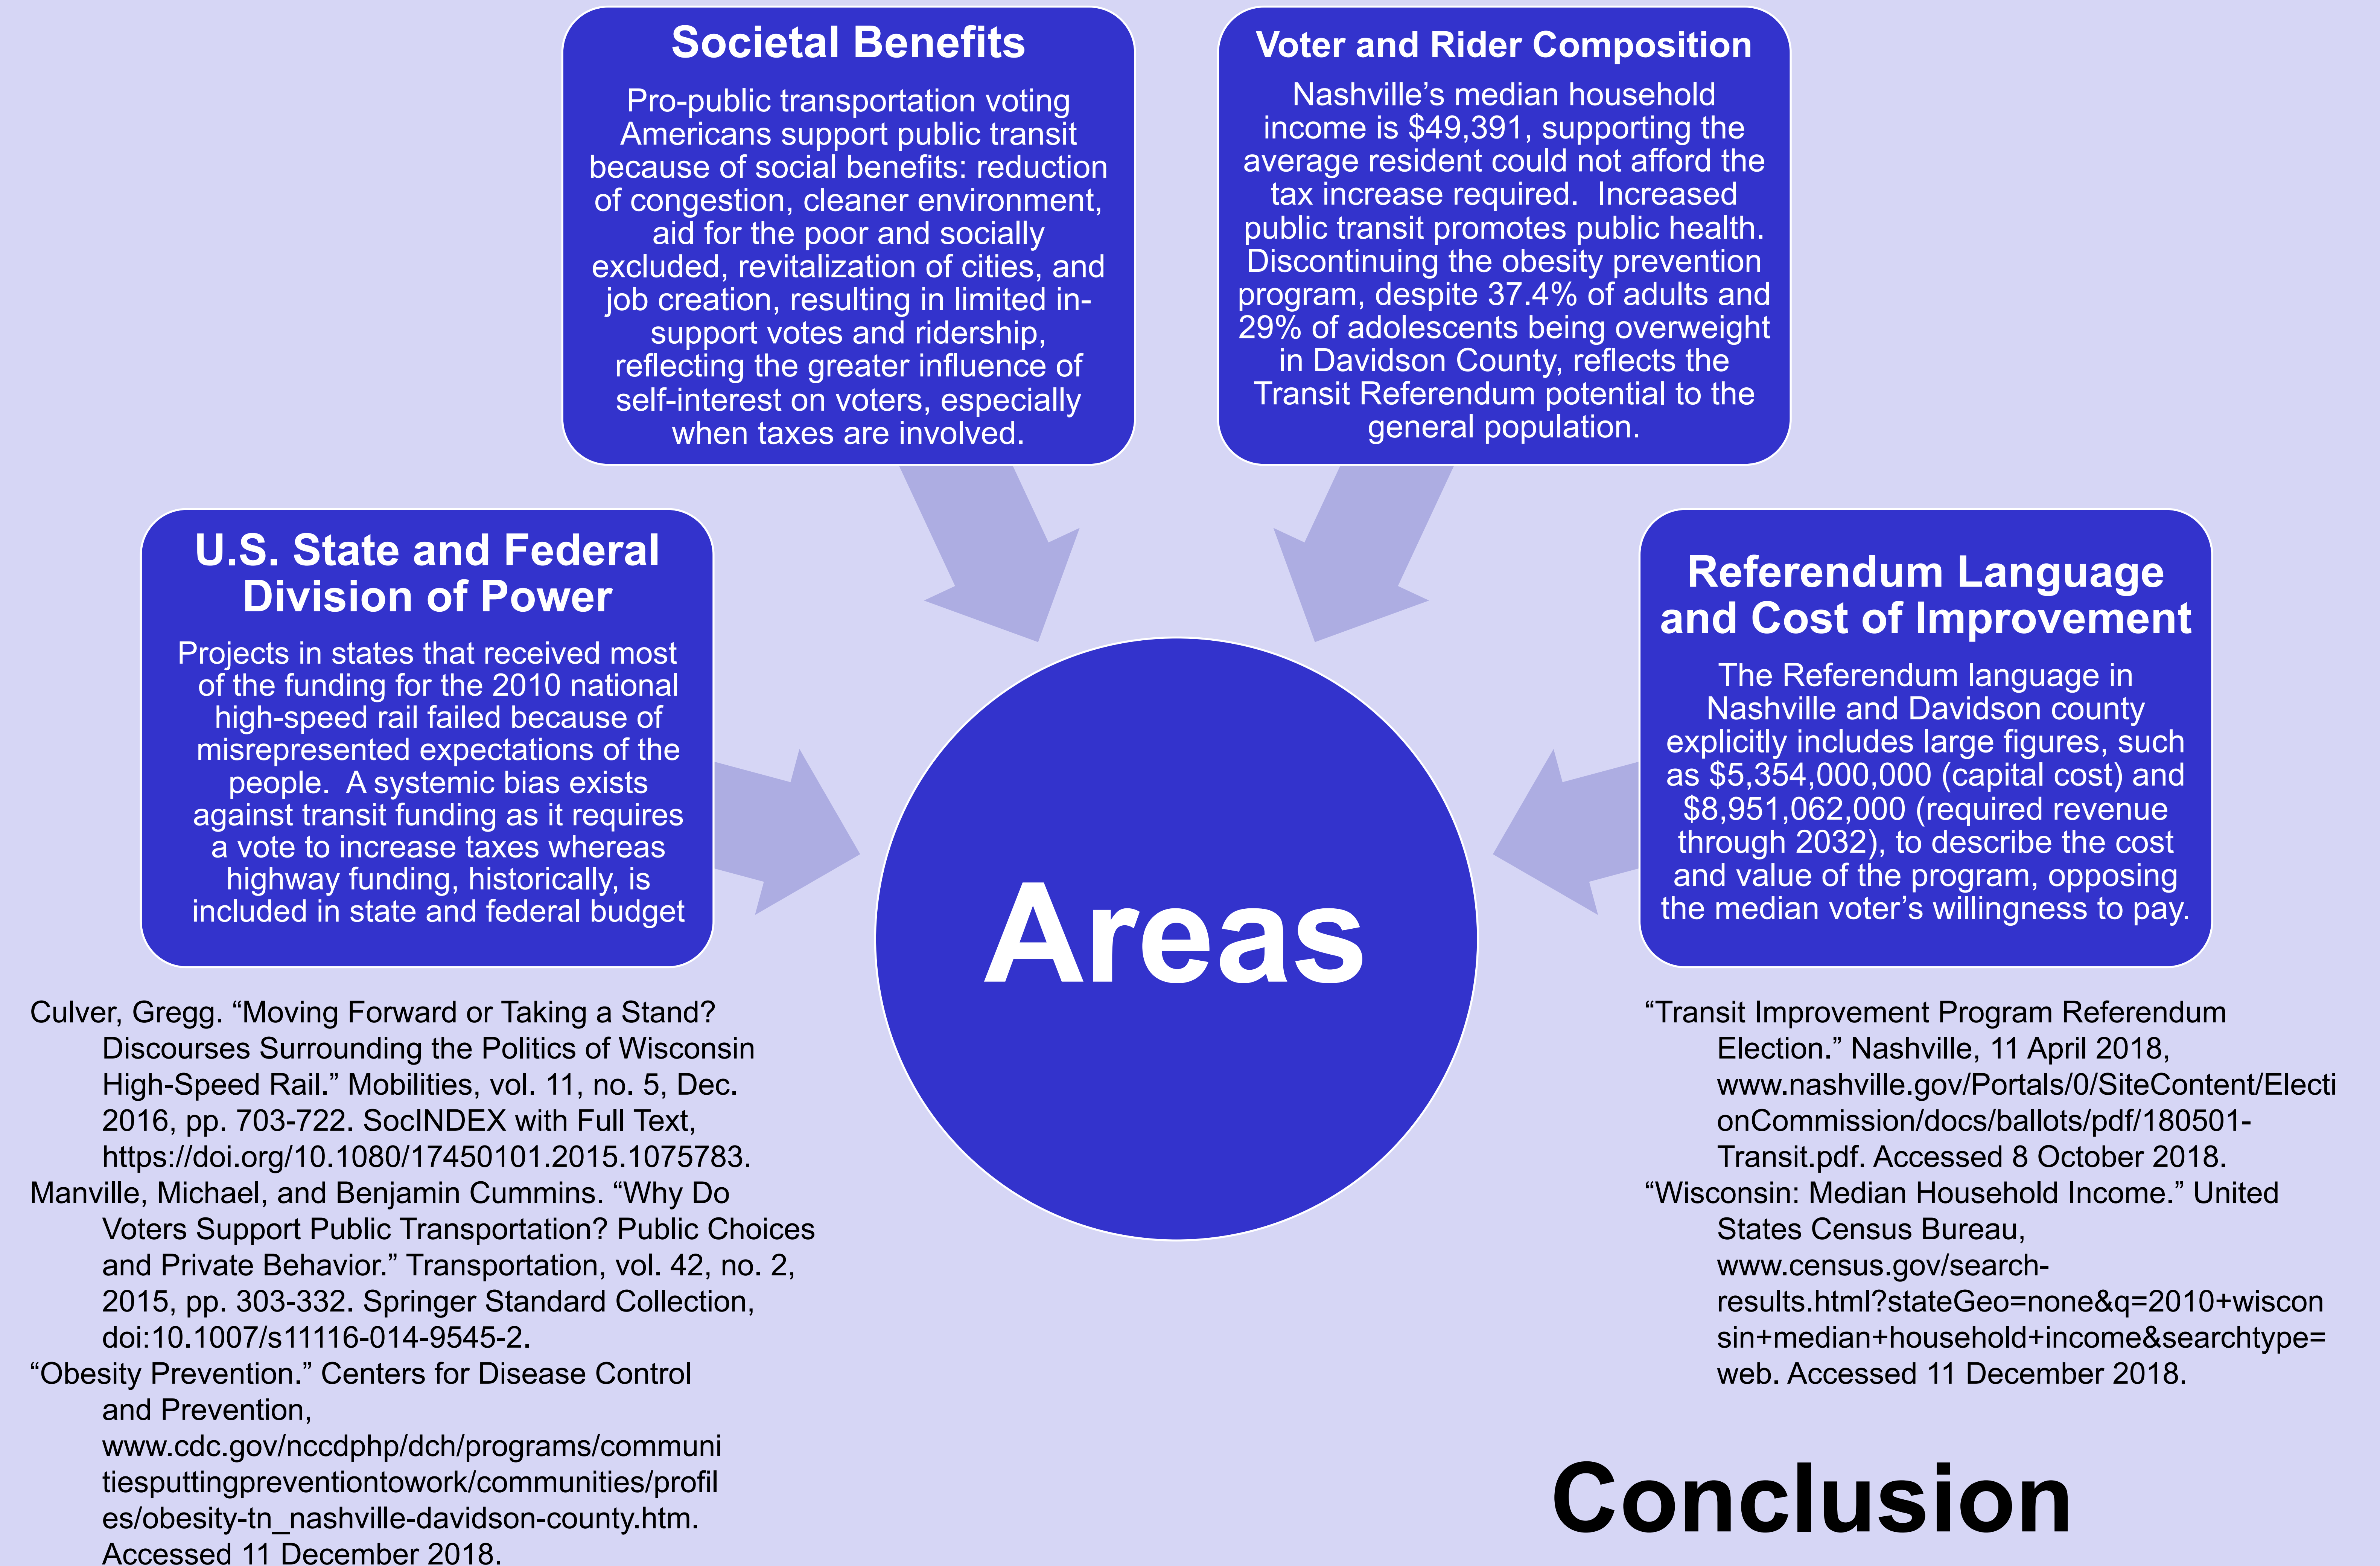 Societal Benefits
Pro-public transportation voting
Americans support public transit
because of social benefits: reduction
of congestion, cleaner environment,
aid for the poor and socially
excluded, revitalization of cities, and
job creation, resulting in limited in-
support votes and ridership,
reflecting the greater influence of
self-interest on voters, especially
when taxes are involved.
Voter and Rider Composition
Nashville’s median household
income is $49,391, supporting the
average resident could not afford the
tax increase required.  Increased
public transit promotes public health.
Discontinuing the obesity prevention
program, despite 37.4% of adults and
29% of adolescents being overweight
in Davidson County, reflects the
Transit Referendum potential to the
general population.
U.S. State and Federal
Division of Power
Projects in states that received most
of the funding for the 2010 national
high-speed rail failed because of
misrepresented expectations of the
people.  A systemic bias exists
against transit funding as it requires
a vote to increase taxes whereas
highway funding, historically, is
included in state and federal budget
Referendum Language
and Cost of Improvement
The Referendum language in
Nashville and Davidson county
explicitly includes large figures, such
as $5,354,000,000 (capital cost) and
$8,951,062,000 (required revenue
through 2032), to describe the cost
and value of the program, opposing
the median voter’s willingness to pay.
Areas
Culver, Gregg. “Moving Forward or Taking a Stand?
Discourses Surrounding the Politics of Wisconsin
High-Speed Rail.” Mobilities, vol. 11, no. 5, Dec.
2016, pp. 703-722. SocINDEX with Full Text,
https://doi.org/10.1080/17450101.2015.1075783.
Manville, Michael, and Benjamin Cummins. “Why Do
Voters Support Public Transportation? Public Choices
and Private Behavior.” Transportation, vol. 42, no. 2,
2015, pp. 303-332. Springer Standard Collection,
doi:10.1007/s11116-014-9545-2.
“Obesity Prevention.” Centers for Disease Control
and Prevention,
www.cdc.gov/nccdphp/dch/programs/communi
tiesputtingpreventiontowork/communities/profil
es/obesity-tn_nashville-davidson-county.htm.
Accessed 11 December 2018.
“Transit Improvement Program Referendum
Election.” Nashville, 11 April 2018,
www.nashville.gov/Portals/0/SiteContent/Electi
onCommission/docs/ballots/pdf/180501-
Transit.pdf. Accessed 8 October 2018.
“Wisconsin: Median Household Income.” United
States Census Bureau,
www.census.gov/search-
results.html?stateGeo=none&q=2010+wiscon
sin+median+household+income&searchtype=
web. Accessed 11 December 2018.
Conclusion